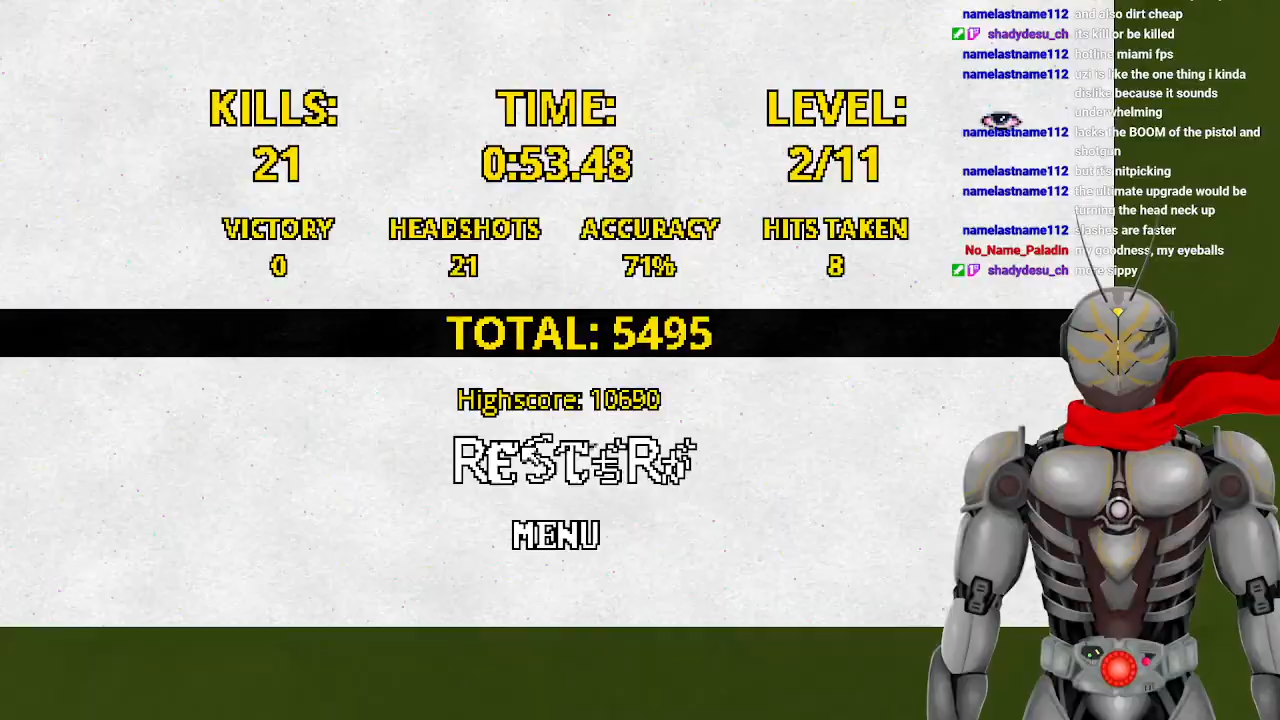 KILLS:
TIME:
LEVEL:
21
0:53.48
2/11
VICTORY
HEADSHOTS
ACCURACY
HITS TAKEN
0
21
71%
8
TOTAL: 5495
Highscore: 10690
RESTART
MENU
namelastname112 and also dirt cheap
shadydesu_ch its kill or be killed
namelastname112 hotline miami fps
namelastname112 uzi is like the one thing i kinda
dislike because it sounds
underwhelming
namelastname112 lacks the BOOM of the pistol and
shotgun
namelastname112 but it's nitpicking
namelastname112 the ultimate upgrade would be
turning the head neck up
namelastname112 slashes are faster
No_Name_Paladin my goodness, my eyeballs
shadydesu_ch more sippy